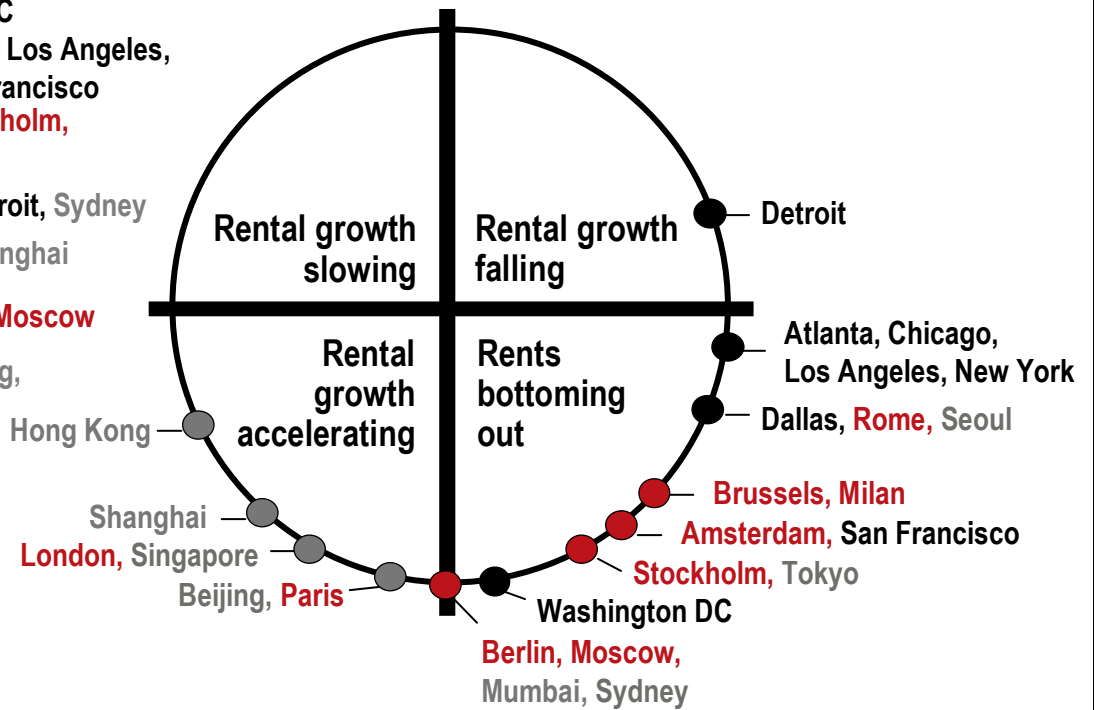 C
Los Angeles,
rancisco
holm,
roit, Sydney
nghai
Moscow
g,
Rental growth
slowing
Rental growth
falling
Rental
growth
accelerating
Rents
bottoming
out
Detroit
Atlanta, Chicago,
Los Angeles, New York
Dallas, Rome, Seoul
Brussels, Milan
Amsterdam, San Francisco
Stockholm, Tokyo
Washington DC
Berlin, Moscow,
Mumbai, Sydney
Hong Kong
Shanghai
London, Singapore
Beijing, Paris